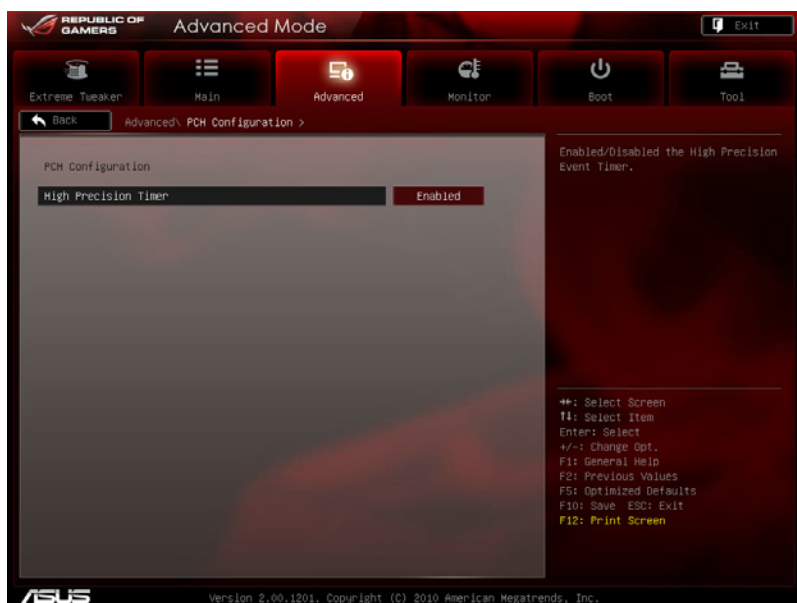 REPUBLIC OF
GAMERS
Advanced Mode
Exit
Extreme Tweaker
Main
Advanced
Monitor
Boot
Tool
Back
Advanced\ PCH Configuration >
PCH Configuration
High Precision Timer
Enabled
Enabled/Disabled the High Precision
Event Timer.
→←: Select Screen
↑↓: Select Item
Enter: Select
+/-: Change Opt.
F1: General Help
F2: Previous Values
F5: Optimized Defaults
F10: Save ESC: Exit
F12: Print Screen
ASUS
Version 2.00.1201. Copyright (C) 2010 American Megatrends, Inc.